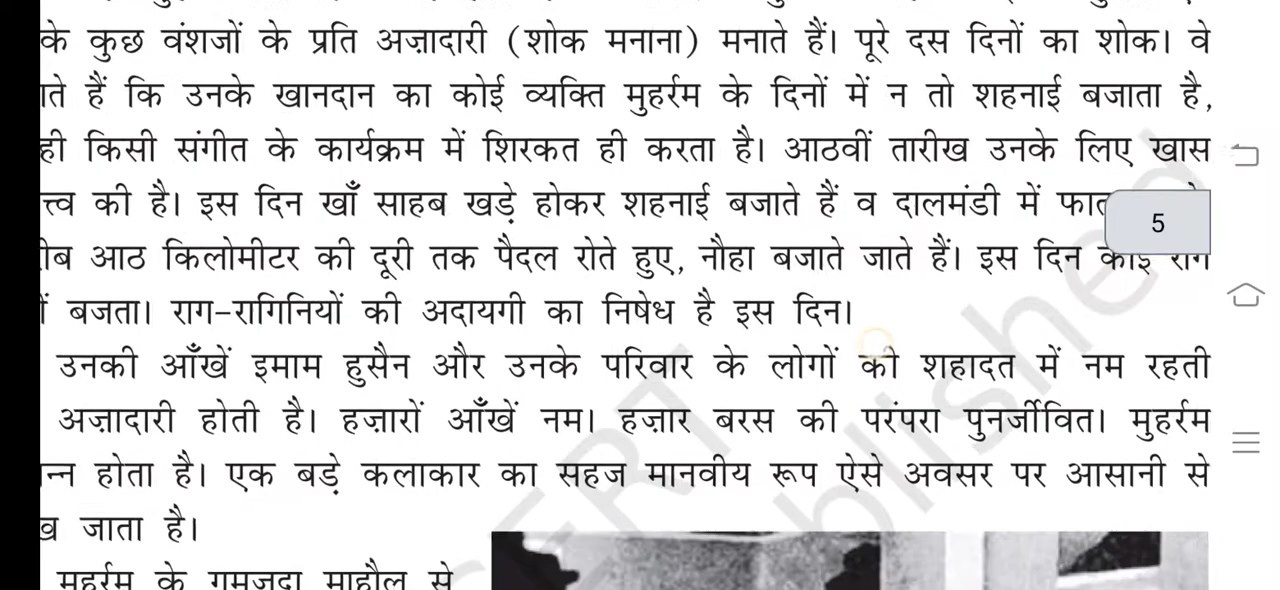 के कुछ वंशजों के प्रति अज़ादारी (शोक मनाना) मनाते हैं। पूरे दस दिनों का शोक। वे
हैं कि उनके खानदान का कोई व्यक्ति मुहर्रम के दिनों में न तो शहनाई बजाता है,
ही किसी संगीत के कार्यक्रम में शिरकत ही करता है। आठवीं तारीख उनके लिए खास
की है। इस दिन खाँ साहब खड़े होकर शहनाई बजाते हैं व दालमंडी में
5
आठ किलोमीटर की दूरी तक पैदल रोते हुए, नौहा बजाते जाते हैं। इस दिन कोई राग
बजता। राग-रागिनियों की अदायगी का निषेध है इस दिन।
उनकी आँखें इमाम हुसैन और उनके परिवार के लोगों की शहादत में नम रहती
अज़ादारी होती है। हज़ारों आँखें नम। हज़ार बरस की परंपरा पुनर्जीवित। मुहर्रम
होता है। एक बड़े कलाकार का सहज मानवीय रूप ऐसे अवसर पर आसानी से
जाता है।
मुहर्रम के गमज़दा माहौल से